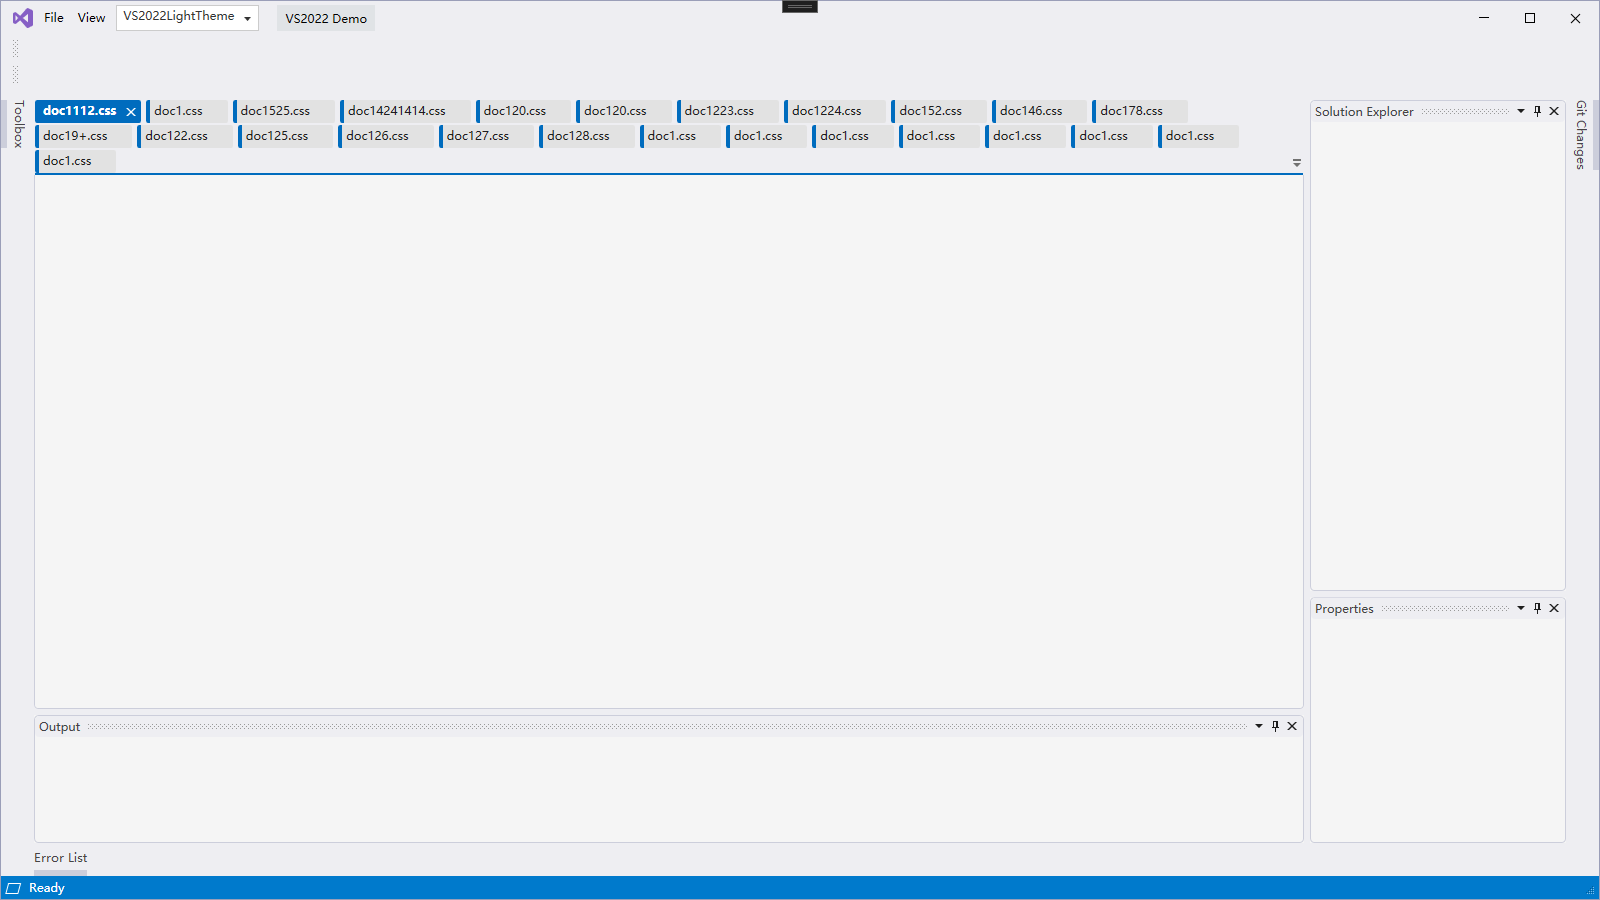 File View VS2022LightTheme VS2022 Demo
Toolbox
doc1112.css doc1.css doc1525.css doc14241414.css doc120.css doc120.css doc1223.css doc1224.css doc152.css doc146.css doc178.css
doc19+.css doc122.css doc125.css doc126.css doc127.css doc128.css doc1.css doc1.css doc1.css doc1.css doc1.css doc1.css doc1.css
doc1.css
Solution Explorer
Git Changes
Properties
Output
Error List
Ready